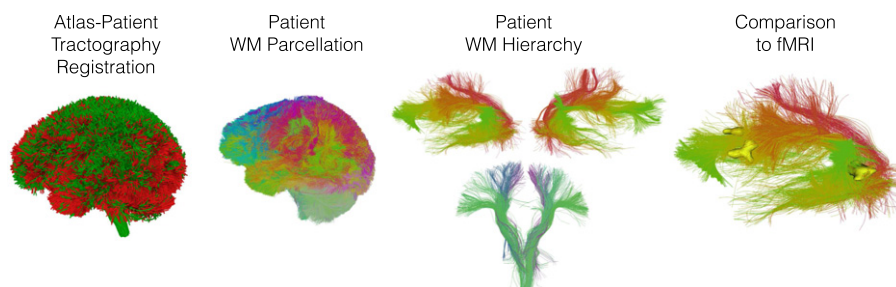 Atlas-Patient
Tractography
Registration
Patient
WM Parcellation
Patient
WM Hierarchy
Comparison
to fMRI